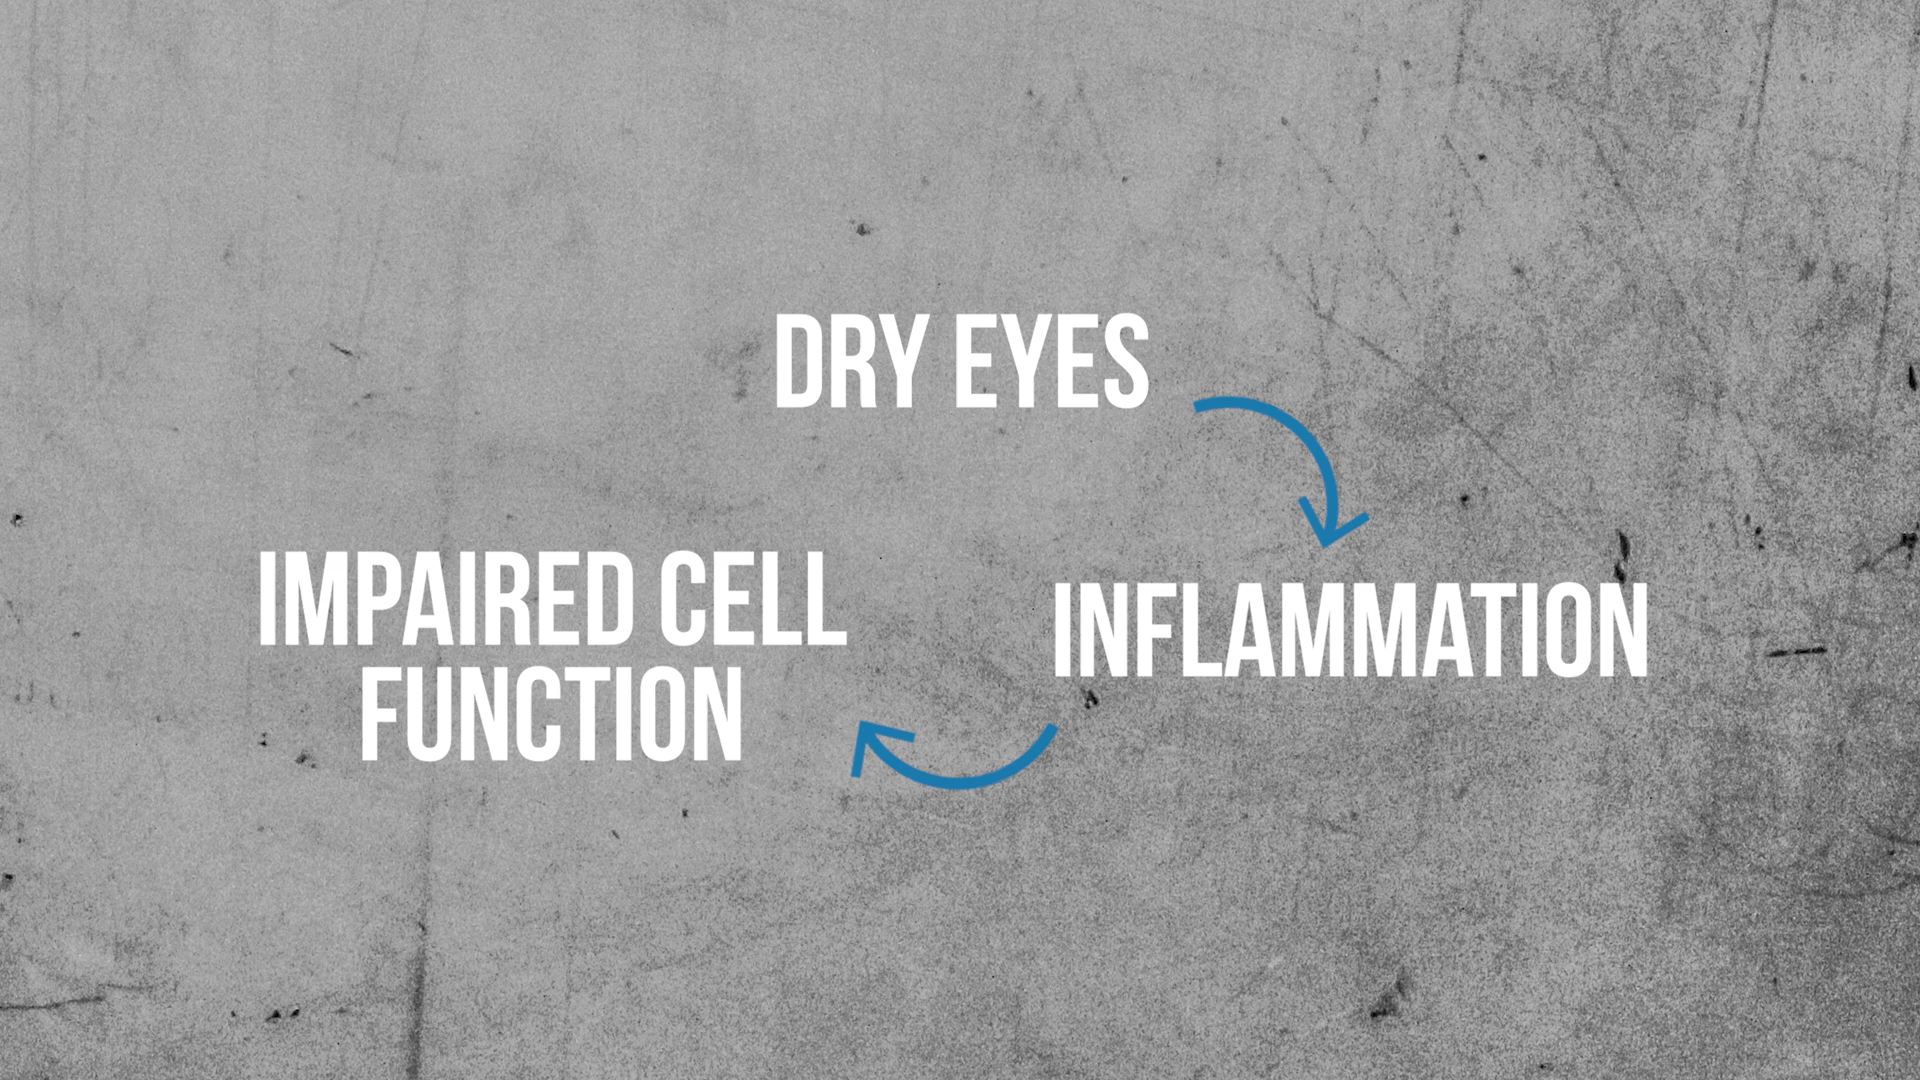 DRY EYES
INFLAMMATION
IMPAIRED CELL
FUNCTION